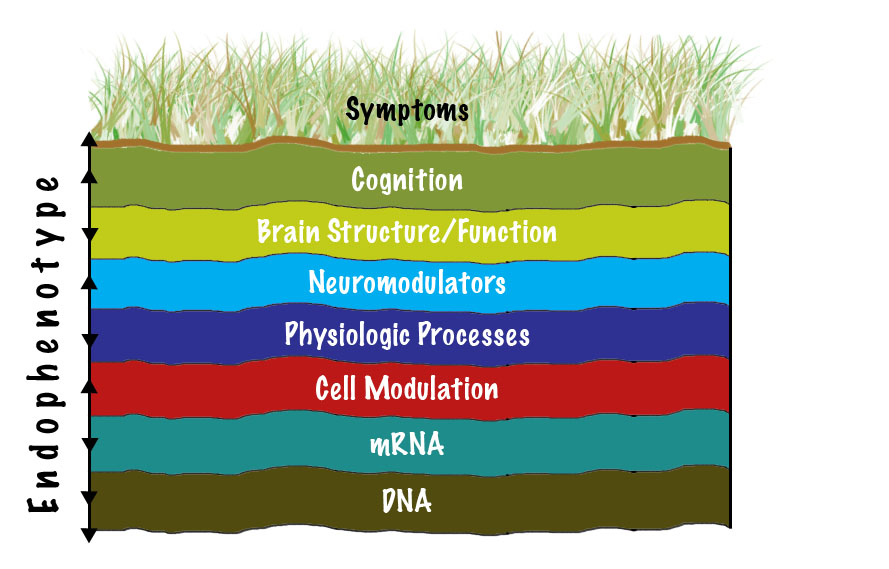 Symptoms
Cognition
Brain Structure/Function
Neuromodulators
Physiologic Processes
Cell Modulation
mRNA
DNA
Endophenotype